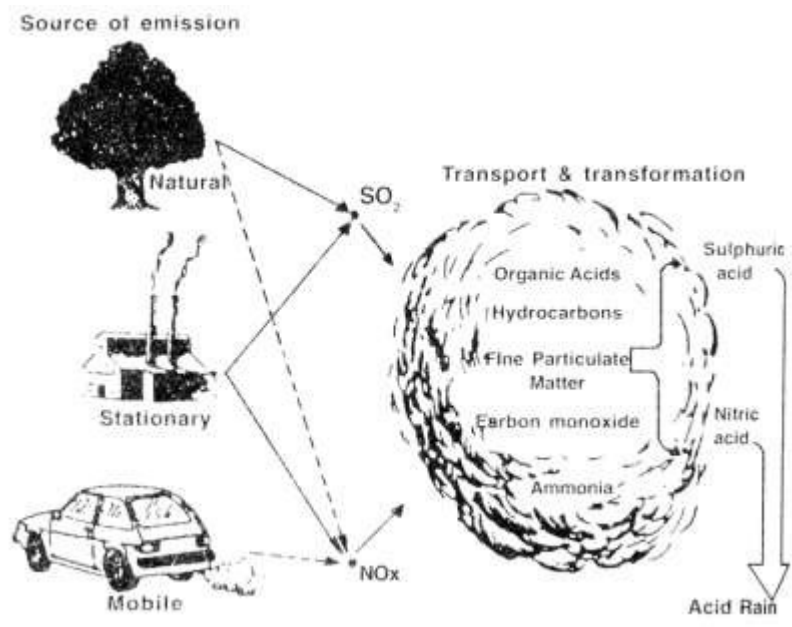 Source of emission
Natural
SO₂
Transport & transformation
Sulphuric
acid
Organic Acids
Hydrocarbons
Fine Particulate
Matter
Stationary
Carbon monoxide
Nitric
acid
Ammonia
Mobile
NOx
Acid Rain